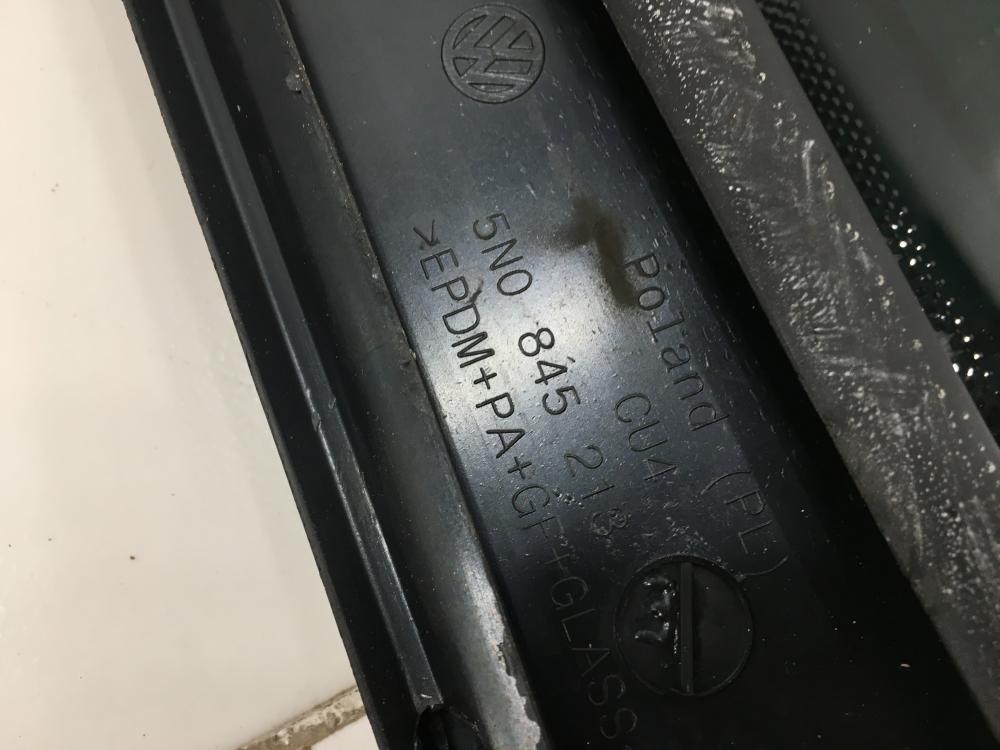 Poland (PL)
CU4
5N0 845 213
>EPDM+PA+GF+GLASS